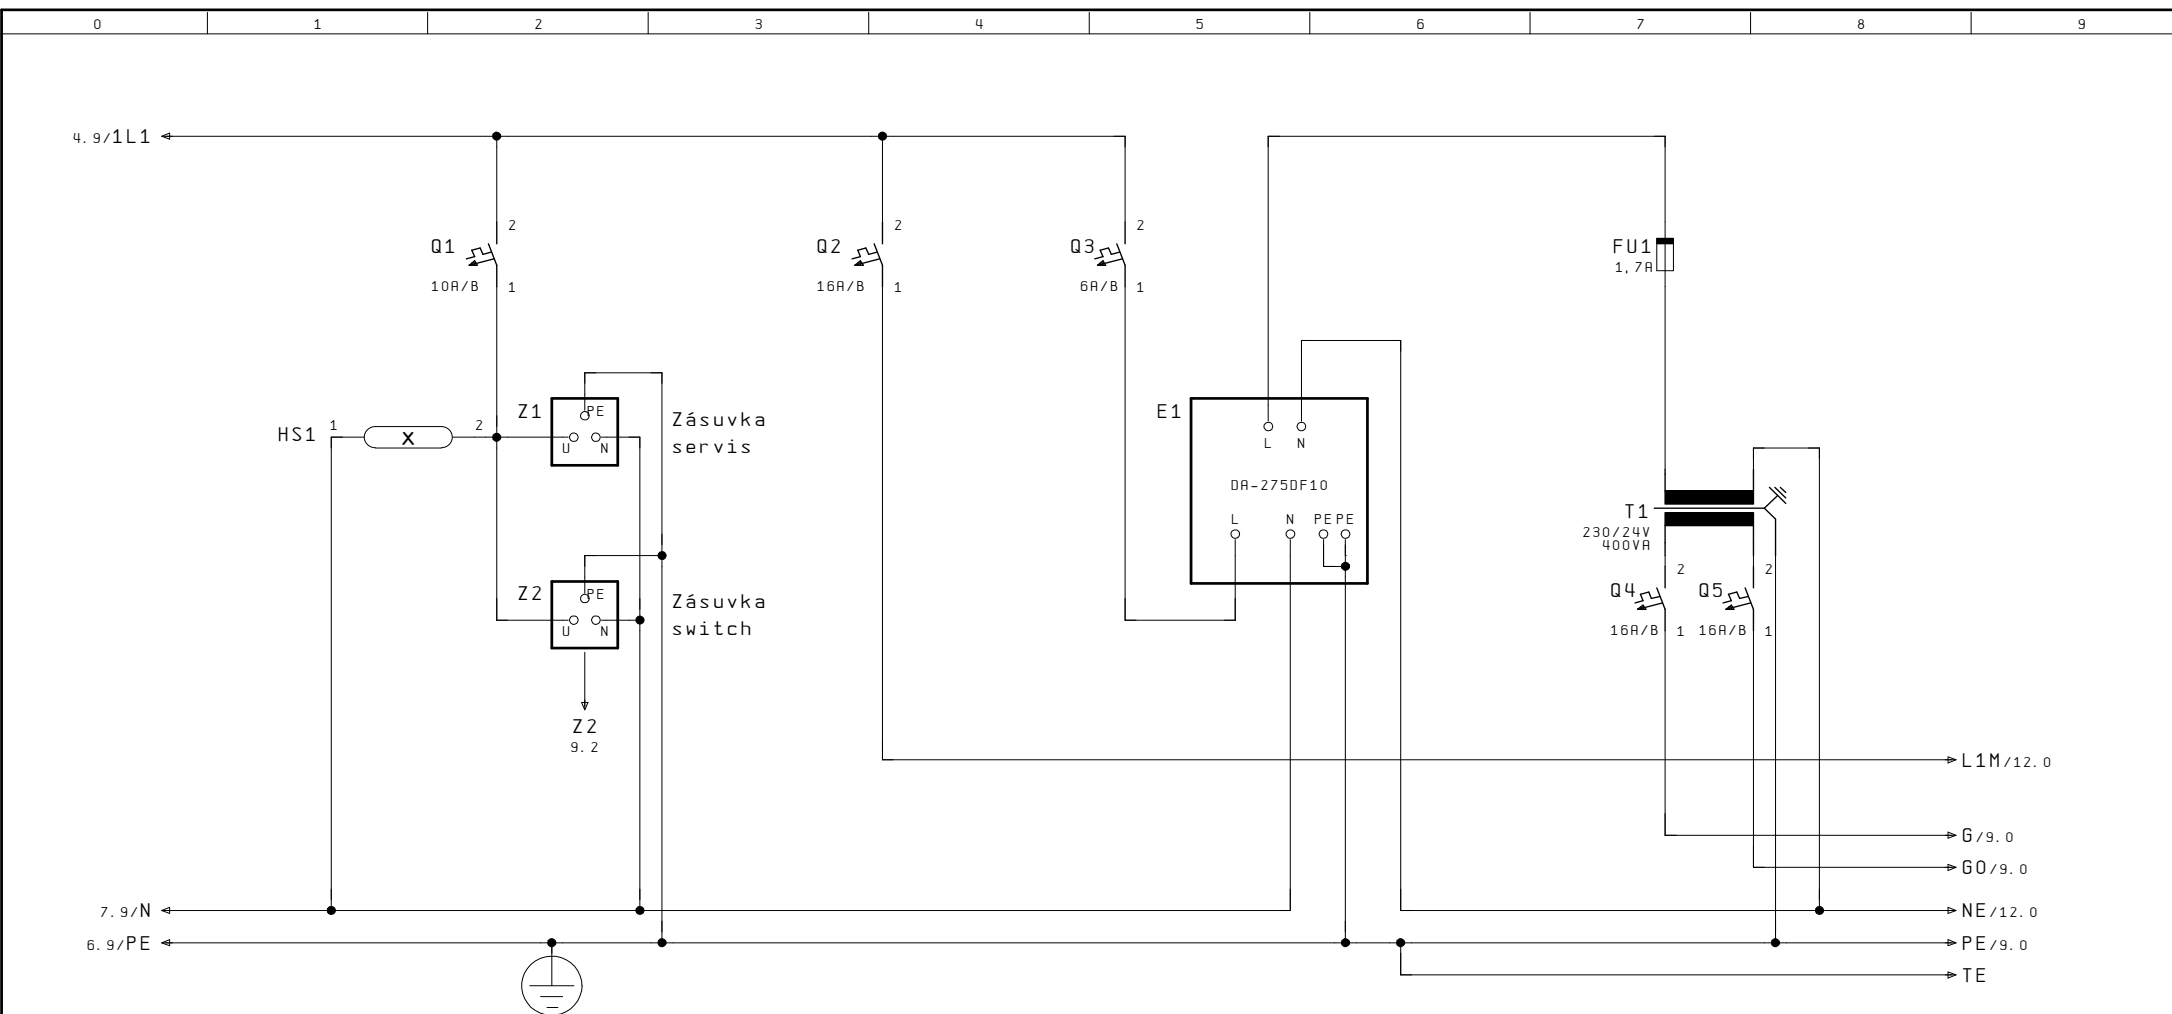 0 1 2 3 4 5 6 7 8 9
4.9/1L1
2 2 2
Q1 Q2 Q3 FU1
1,7A
10A/B 1 16A/B 1 6A/B 1
Z1 PE Zásuvka E1
HS1 1 X 2 U N servis
L N
DA-275DF10
T1
L N PE PE
230/24V
400VA
2 2
Z2 PE Zásuvka Q4 Q5
U N switch 16A/B 1 16A/B 1
Z2
9.2
L1M/12.0
G/9.0
G0/9.0
7.9/N NE/12.0
6.9/PE PE/9.0
TE